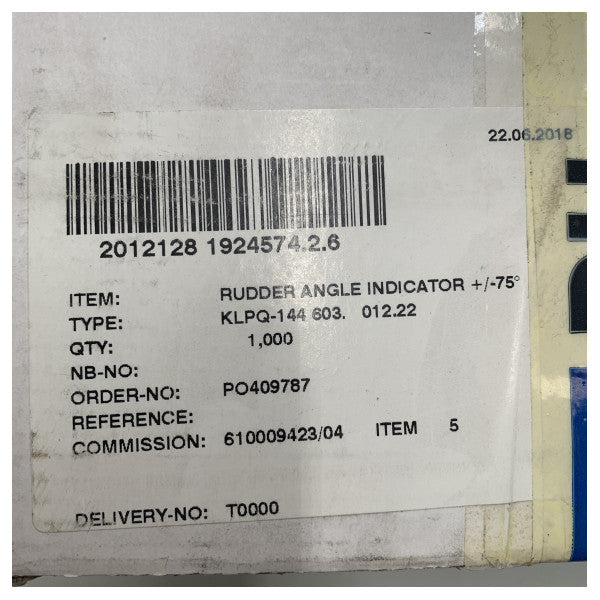 22.06.2018
2012128 1924574.2.6
ITEM: RUDDER ANGLE INDICATOR +/-75°
TYPE: KLPQ-144 603. 012.22
QTY: 1,000
NB-NO:
ORDER-NO: PO409787
REFERENCE:
COMMISSION: 610009423/04 ITEM 5
DELIVERY-NO: T0000